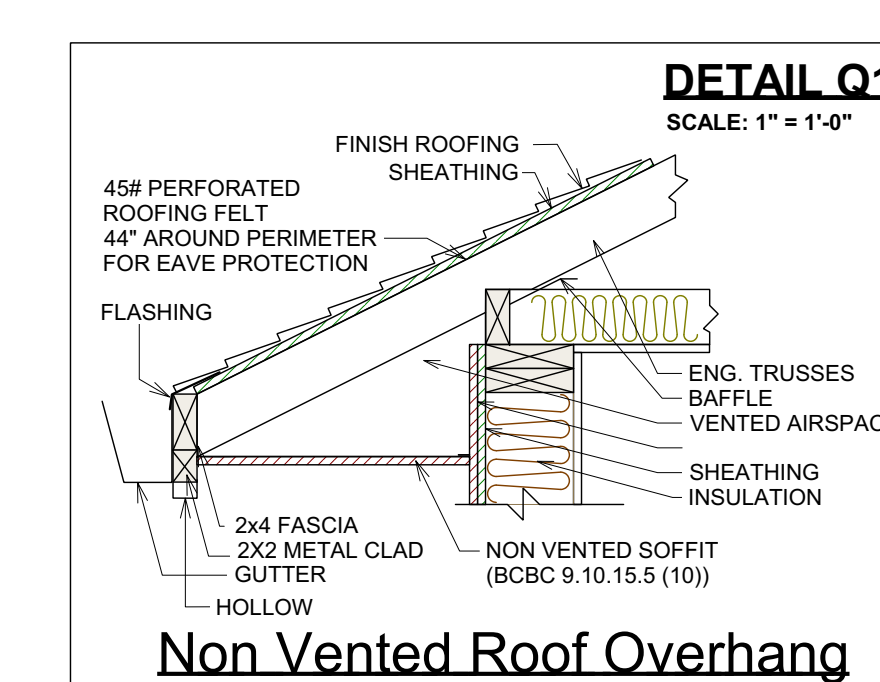 DETAIL Q1
SCALE: 1" = 1'-0"
FINISH ROOFING
SHEATHING
45# PERFORATED
ROOFING FELT
44" AROUND PERIMETER
FOR EAVE PROTECTION
FLASHING
ENG. TRUSSES
BAFFLE
VENTED AIRSPAC
SHEATHING
INSULATION
2x4 FASCIA
2X2 METAL CLAD
GUTTER
HOLLOW
NON VENTED SOFFIT
(BCBC 9.10.15.5 (10))
Non Vented Roof Overhang